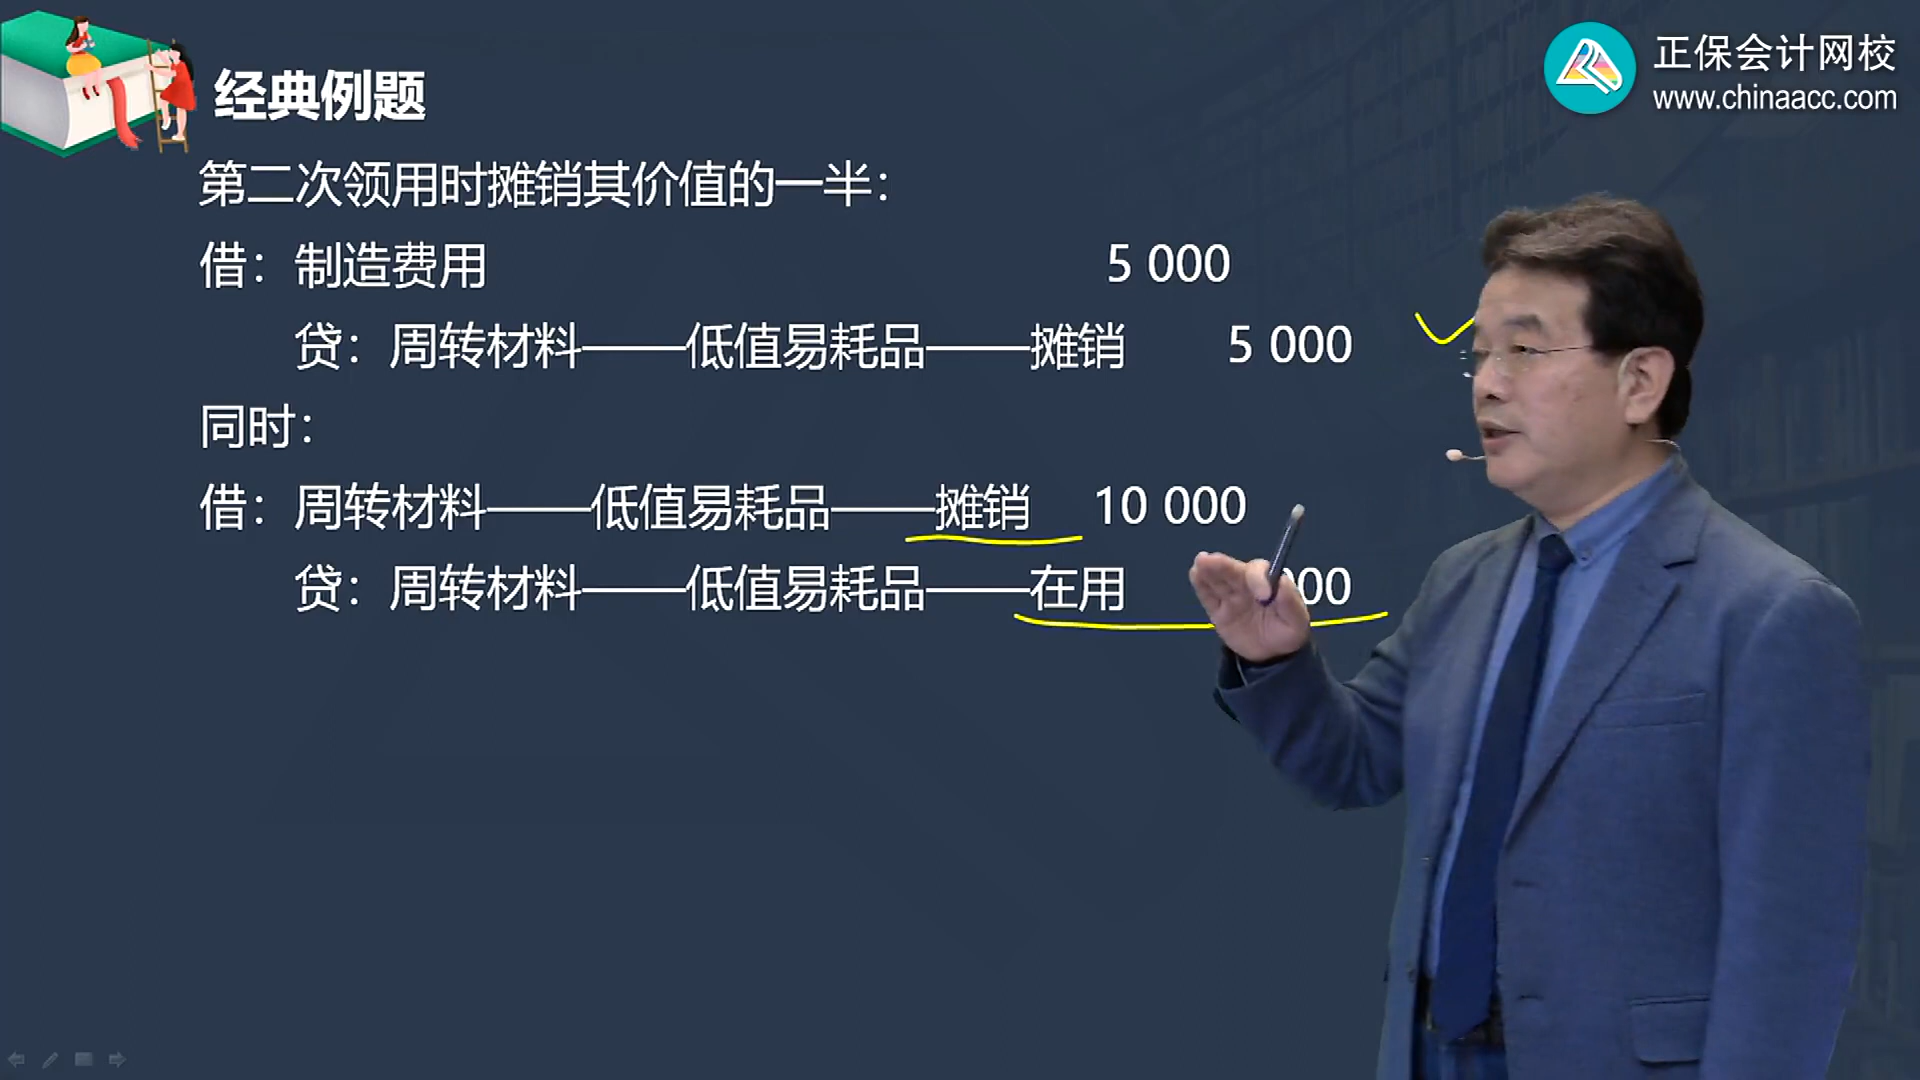 正保会计网校
www.chinaacc.com
经典例题
第二次领用时摊销其价值的一半：
借：制造费用 5 000
贷：周转材料——低值易耗品——摊销 5 000
同时：
借：周转材料——低值易耗品——摊销 10 000
贷：周转材料——低值易耗品——在用